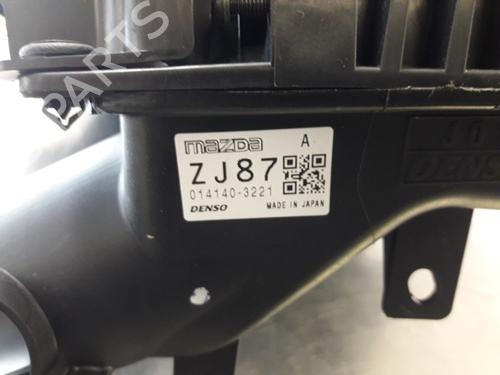 PARTS
mazda A
ZJ87
014140-3221
DENSO MADE IN JAPAN
DENSO